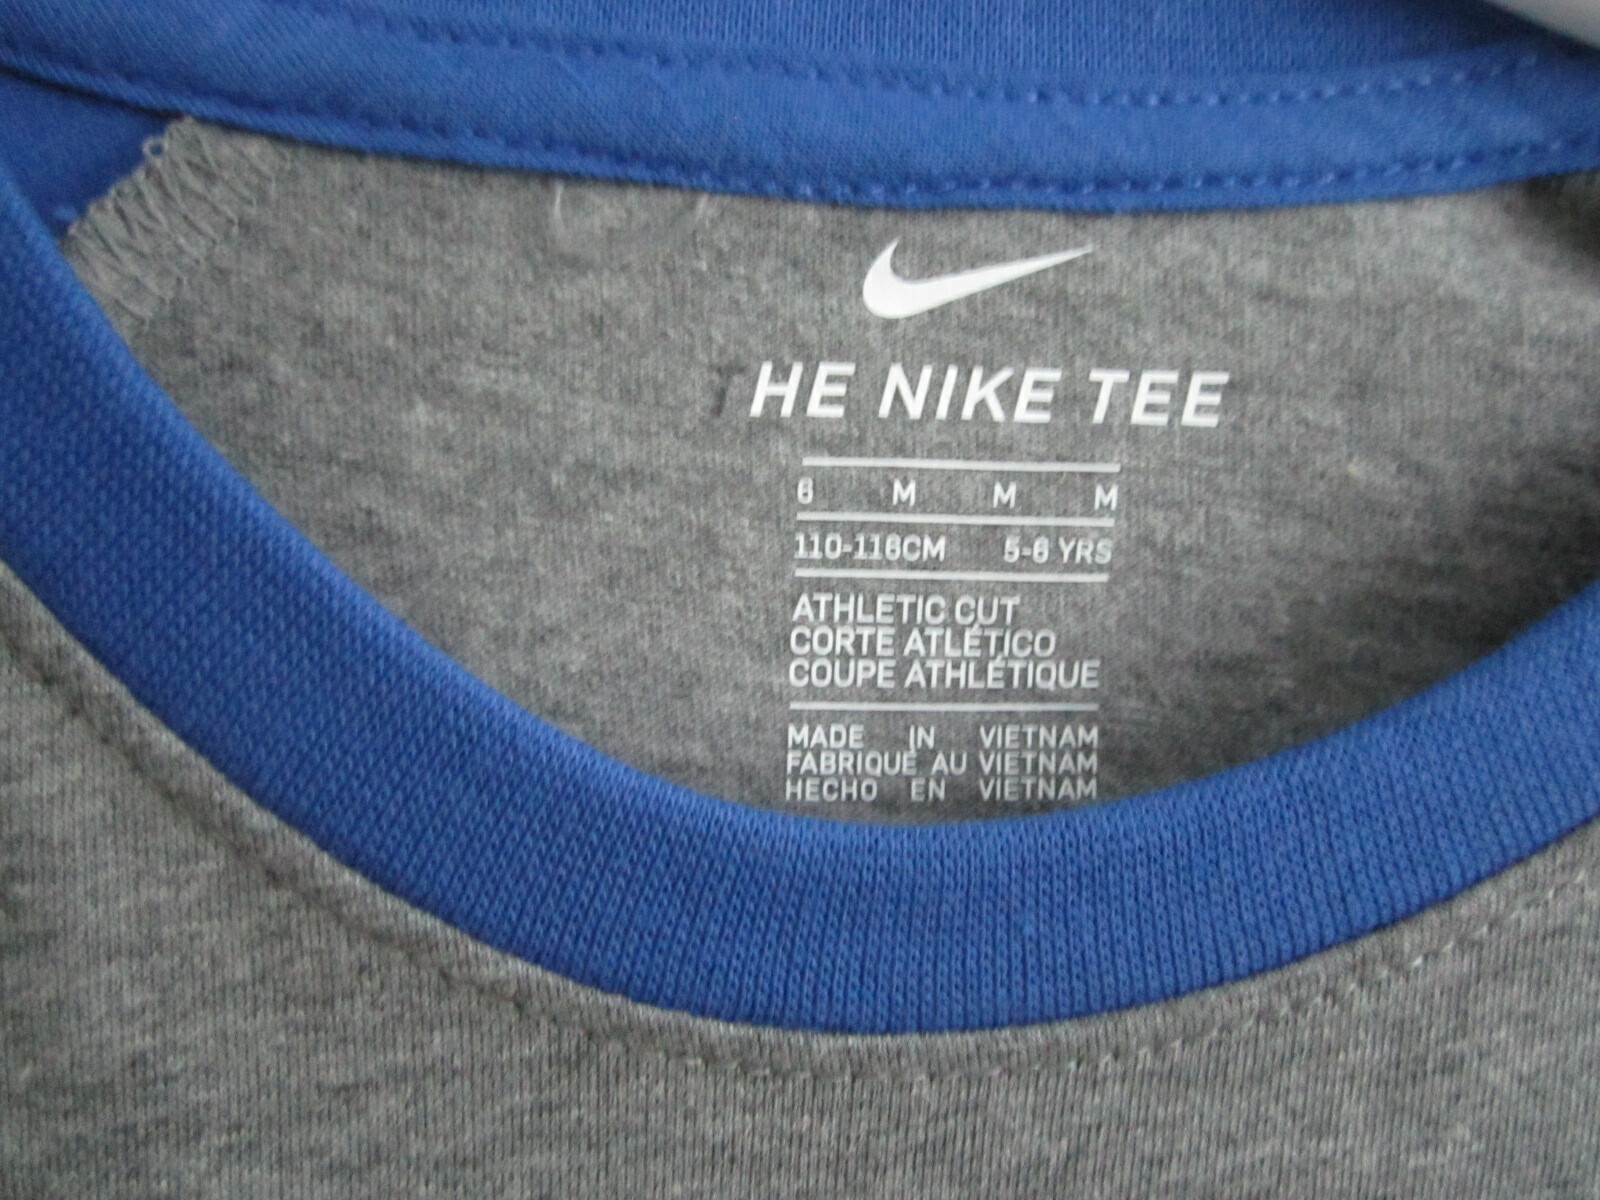 HE NIKE TEE
6 M M M
110-116CM 5-6 YRS
ATHLETIC CUT
CORTE ATLÉTICO
COUPE ATHLÉTIQUE
MADE IN VIETNAM
FABRIQUÉ AU VIETNAM
HECHO EN VIETNAM